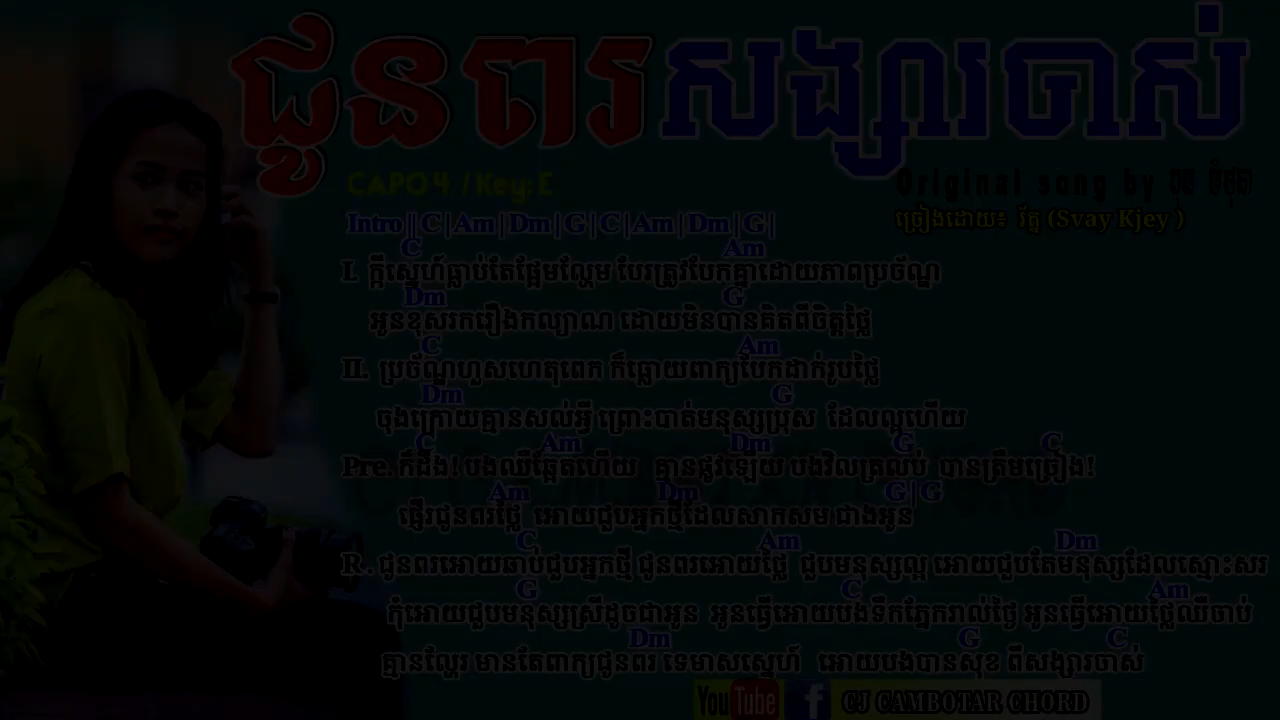 ជូនពរសង្សារចាស់
CAPO 4 / Key: E
Original song by
Intro || C | Am | Dm | G | C | Am | Dm | G |
ច្រៀងដោយ៖ រ័ត្ន (Svay Kjey )
C Am
I. ក្ដីស្នេហ៍ធ្លាប់តែផ្អែមល្ហែម បែរត្រូវបែកគ្នាដោយភាពប្រច័ណ្ឌ
Dm G
អូនខុសរករឿងកល្យាណ ដោយមិនបានគិតពីចិត្តថ្លៃ
C Am
II. ប្រច័ណ្ឌហួសហេតុពេក ក៏ឆ្លោយពាក្យបែកដាក់រូបថ្លៃ
Dm G
ចុងក្រោយគ្មានសល់អ្វី ព្រោះបាត់មនុស្សប្រុស ដែលល្អហើយ
C Am Dm G C
Pre. ក៏ដឹង! បងឈឺឆ្អែតហើយ គ្មានផ្លូវឡើយ បងវិលត្រលប់ បានត្រឹមច្រៀង!
Am Dm G | G
ផ្ញើរជូនពរថ្លៃ អោយជួបអ្នកថ្មីដែលសាកសម ជាងអូន
C Am Dm
R. ជូនពរអោយឆាប់ជួបអ្នកថ្មី ជូនពរអោយថ្លៃ ជួបមនុស្សល្អ អោយជួបតែមនុស្សដែលស្មោះសរ
G C Am
កុំអោយជួបមនុស្សស្រីដូចជាអូន អូនធ្វើអោយបងទឹកភ្នែករាល់ថ្ងៃ អូនធ្វើអោយថ្លៃឈឺចាប់
Dm G C
គ្មានល្ហែរ មានតែពាក្យជូនពរ ទេមាសស្នេហ៍ អោយបងបានសុខ ពីសង្សារចាស់
YouTube f CJ CAMBOTAR CHORD